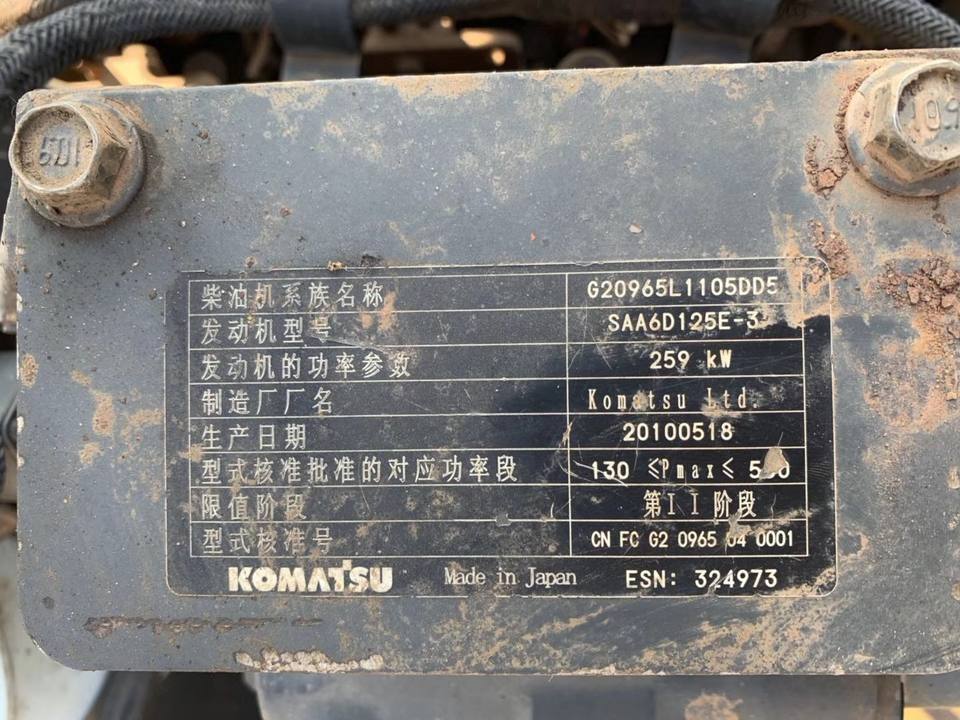 柴油机系族名称 G20965L1105DD5
发动机型号 SAA6D125E-3
发动机的功率参数 259 kW
制造厂厂名 Komatsu Ltd.
生产日期 20100518
型式核准批准的对应功率段 130 ≤Pmax≤
限值阶段 第II阶段
型式核准号 CN FC G2 0965 04 0001
KOMATSU Made in Japan ESN: 324973